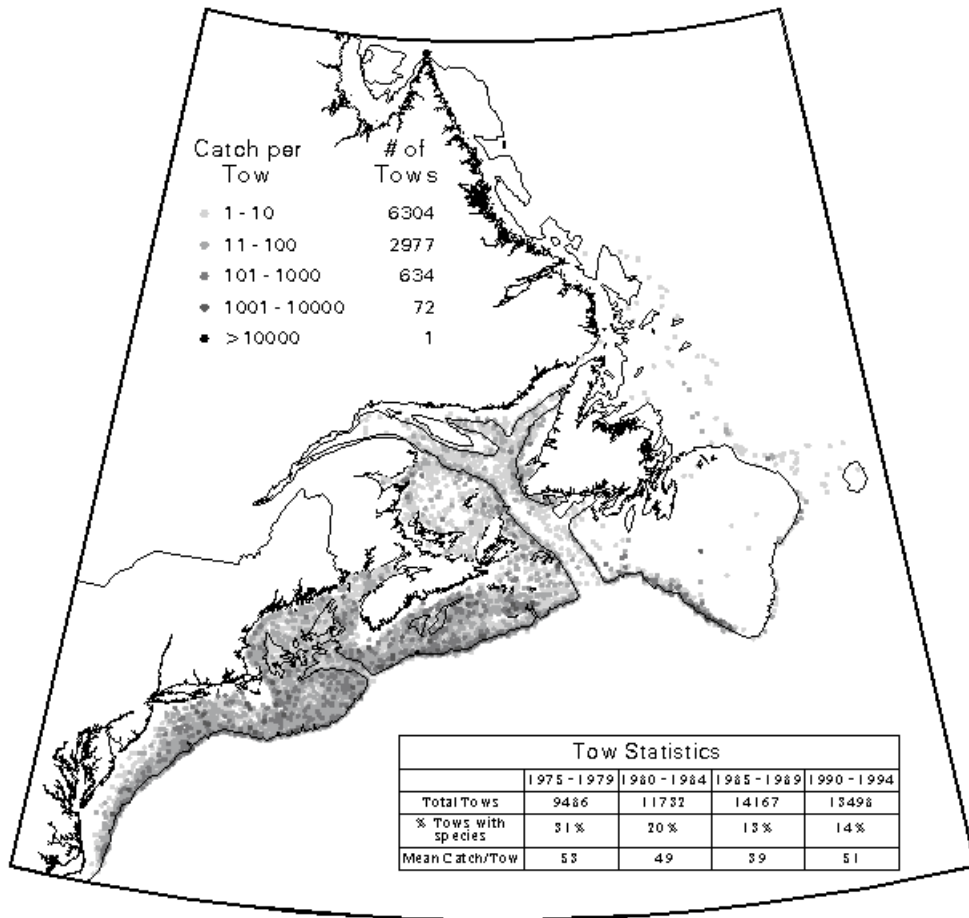 Catch per # of
Tow Tows
1 - 10 6304
11 - 100 2977
101 - 1000 634
1001 - 10000 72
>10000 1
Tow Statistics
1975 - 1979 1980 - 1984 1985 - 1989 1990 - 1994
Total Tows 9486 11732 14167 13498
% Tows with species 31% 20% 13% 14%
Mean Catch/Tow 53 49 39 51